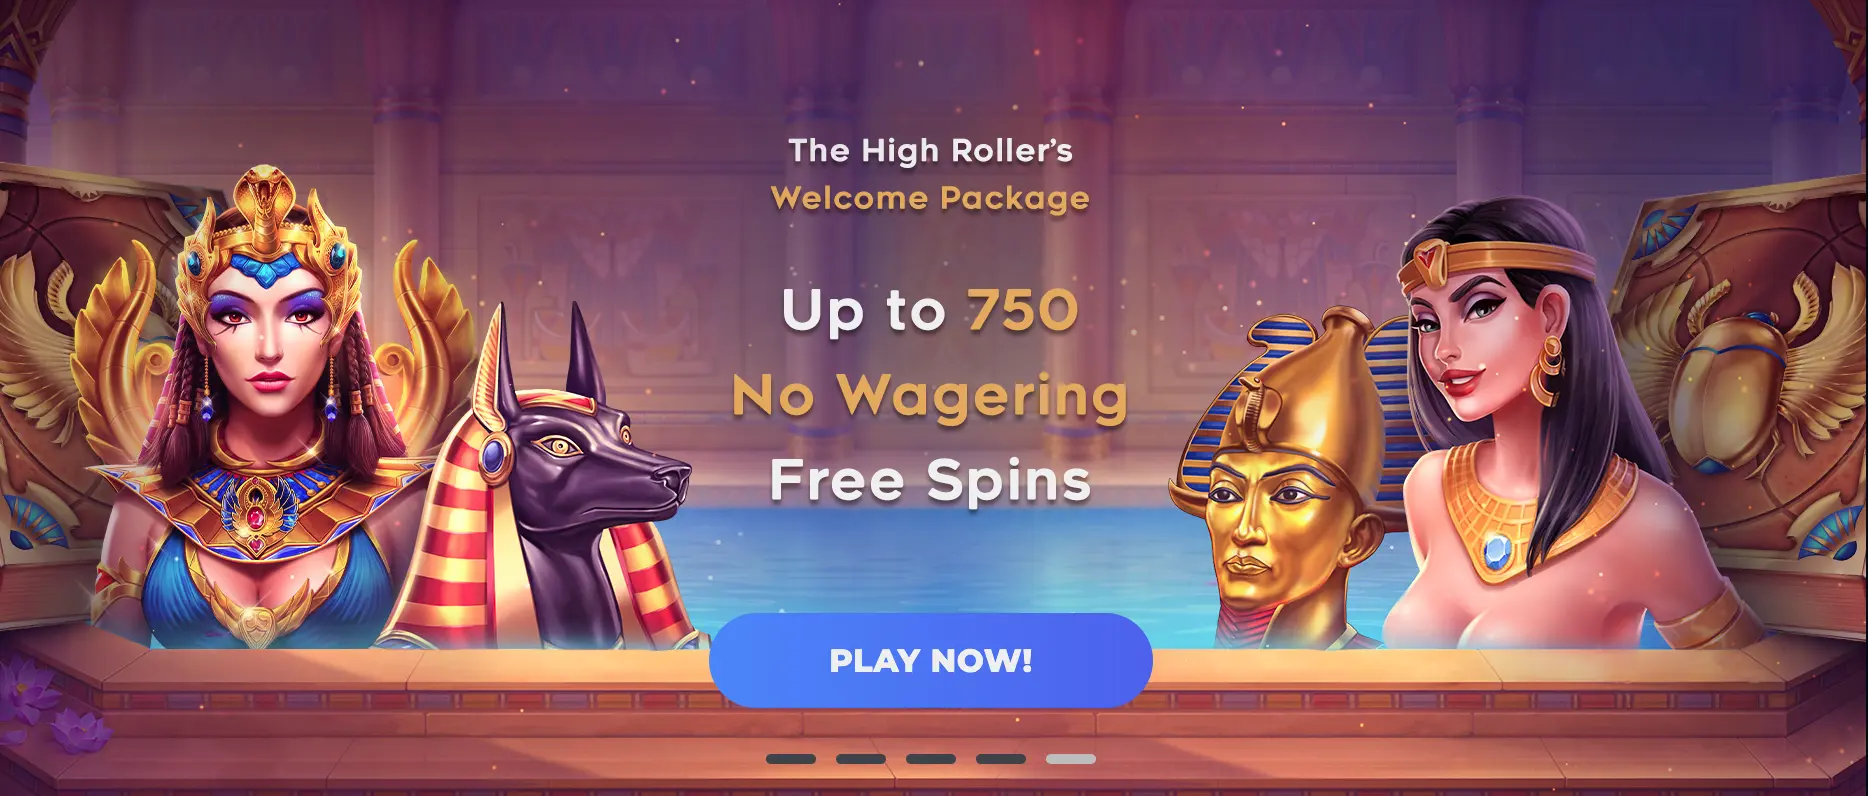 The High Roller's
Welcome Package
Up to 750
No Wagering
Free Spins
PLAY NOW!